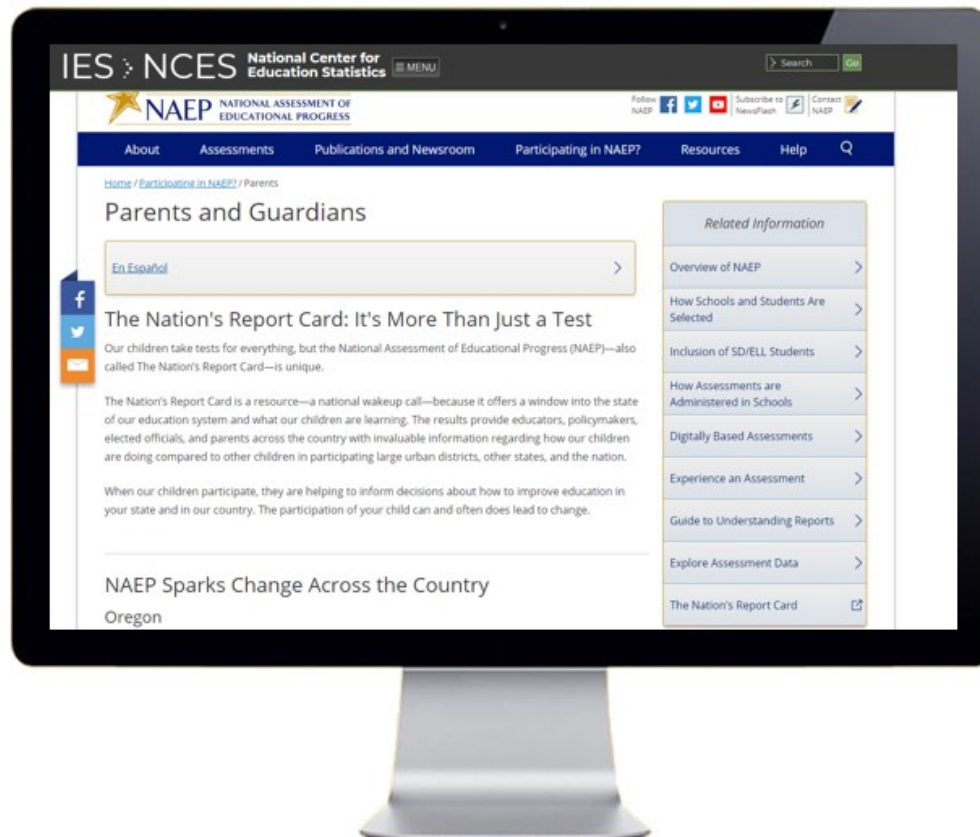 IES > NCES National Center for
Education Statistics
≡ MENU
> Search Go
NAEP NATIONAL ASSESSMENT OF
EDUCATIONAL PROGRESS
Follow
NAEP
Subscribe to
NewsFlash
Contact
NAEP
About Assessments Publications and Newsroom Participating in NAEP? Resources Help
Home / Participating in NAEP? / Parents
Parents and Guardians
En Español
The Nation's Report Card: It's More Than Just a Test
Our children take tests for everything, but the National Assessment of Educational Progress (NAEP)—also
called The Nation's Report Card—is unique.
The Nation's Report Card is a resource—a national wakeup call—because it offers a window into the state
of our education system and what our children are learning. The results provide educators, policymakers,
elected officials, and parents across the country with invaluable information regarding how our children
are doing compared to other children in participating large urban districts, other states, and the nation.
When our children participate, they are helping to inform decisions about how to improve education in
your state and in our country. The participation of your child can and often does lead to change.
NAEP Sparks Change Across the Country
Oregon
Related Information
Overview of NAEP
How Schools and Students Are
Selected
Inclusion of SD/ELL Students
How Assessments are
Administered in Schools
Digitally Based Assessments
Experience an Assessment
Guide to Understanding Reports
Explore Assessment Data
The Nation's Report Card